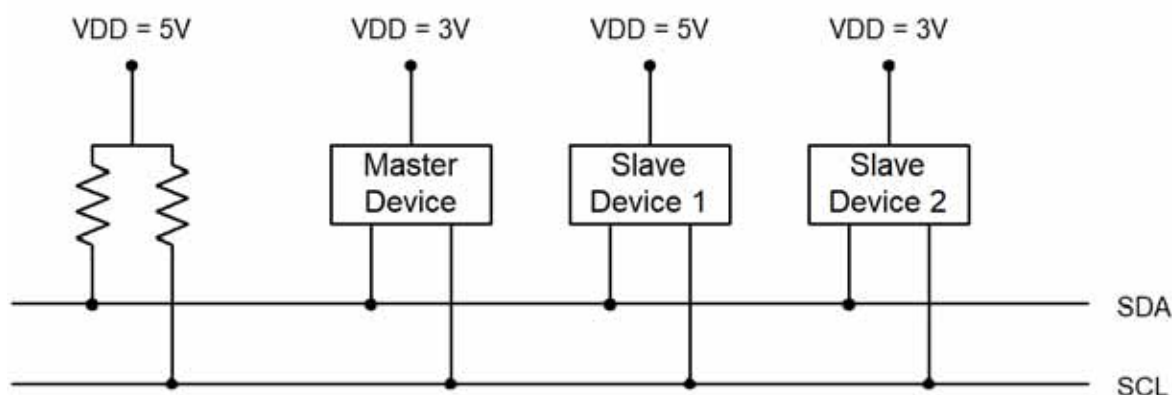 VDD = 5V
VDD = 3V
VDD = 5V
VDD = 3V
Master
Device
Slave
Device 1
Slave
Device 2
SDA
SCL